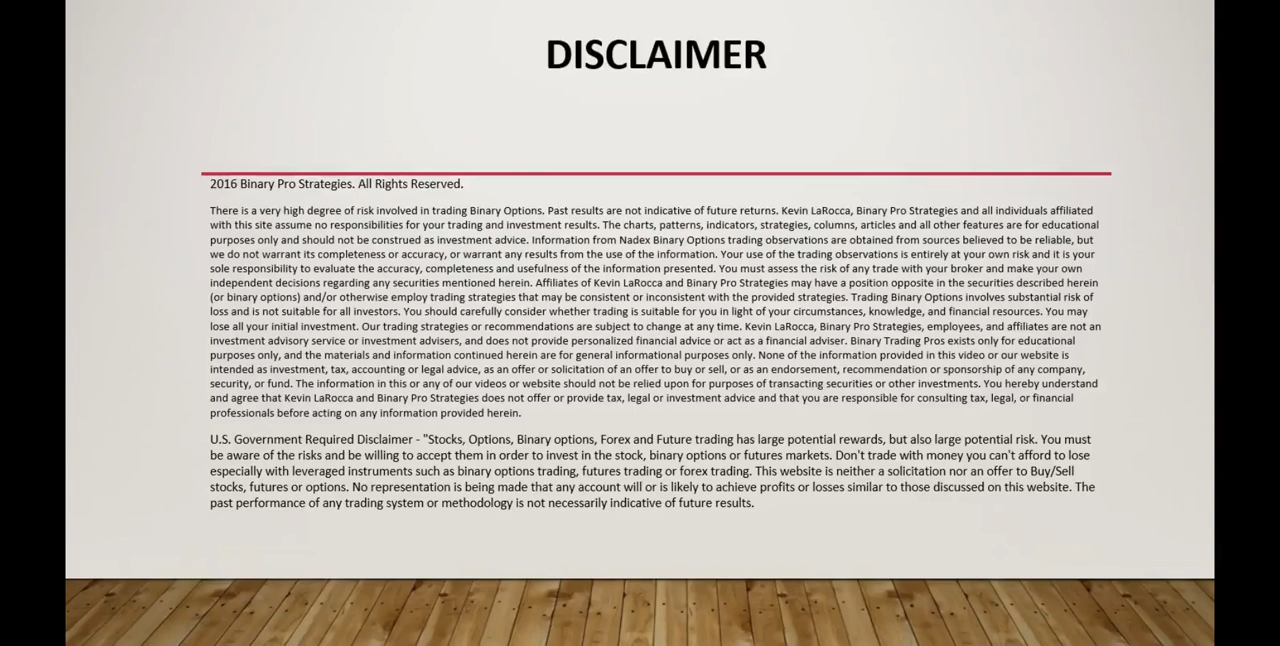 DISCLAIMER
2016 Binary Pro Strategies. All Rights Reserved.
There is a very high degree of risk involved in trading Binary Options. Past results are not indicative of future returns. Kevin LaRocca, Binary Pro Strategies and all individuals affiliated
with this site assume no responsibilities for your trading and investment results. The charts, patterns, indicators, strategies, columns, articles and all other features are for educational
purposes only and should not be construed as investment advice. Information from Nadex Binary Options trading observations are obtained from sources believed to be reliable, but
we do not warrant its completeness or accuracy, or warrant any results from the use of the information. Your use of the trading observations is entirely at your own risk and it is your
sole responsibility to evaluate the accuracy, completeness and usefulness of the information presented. You must assess the risk of any trade with your broker and make your own
independent decisions regarding any securities mentioned herein. Affiliates of Kevin LaRocca and Binary Pro Strategies may have a position opposite in the securities described herein
(or binary options) and/or otherwise employ trading strategies that may be consistent or inconsistent with the provided strategies. Trading Binary Options involves substantial risk of
loss and is not suitable for all investors. You should carefully consider whether trading is suitable for you in light of your circumstances, knowledge, and financial resources. You may
lose all your initial investment. Our trading strategies or recommendations are subject to change at any time. Kevin LaRocca, Binary Pro Strategies, employees, and affiliates are not an
investment advisory service or investment advisers, and does not provide personalized financial advice or act as a financial adviser. Binary Trading Pros exists only for educational
purposes only, and the materials and information continued herein are for general informational purposes only. None of the information provided in this video or our website is
intended as investment, tax, accounting or legal advice, as an offer or solicitation of an offer to buy or sell, or as an endorsement, recommendation or sponsorship of any company,
security, or fund. The information in this or any of our videos or website should not be relied upon for purposes of transacting securities or other investments. You hereby understand
and agree that Kevin LaRocca and Binary Pro Strategies does not offer or provide tax, legal or investment advice and that you are responsible for consulting tax, legal, or financial
professionals before acting on any information provided herein.
U.S. Government Required Disclaimer - "Stocks, Options, Binary options, Forex and Future trading has large potential rewards, but also large potential risk. You must
be aware of the risks and be willing to accept them in order to invest in the stock, binary options or futures markets. Don't trade with money you can't afford to lose
especially with leveraged instruments such as binary options trading, futures trading or forex trading. This website is neither a solicitation nor an offer to Buy/Sell
stocks, futures or options. No representation is being made that any account will or is likely to achieve profits or losses similar to those discussed on this website. The
past performance of any trading system or methodology is not necessarily indicative of future results.